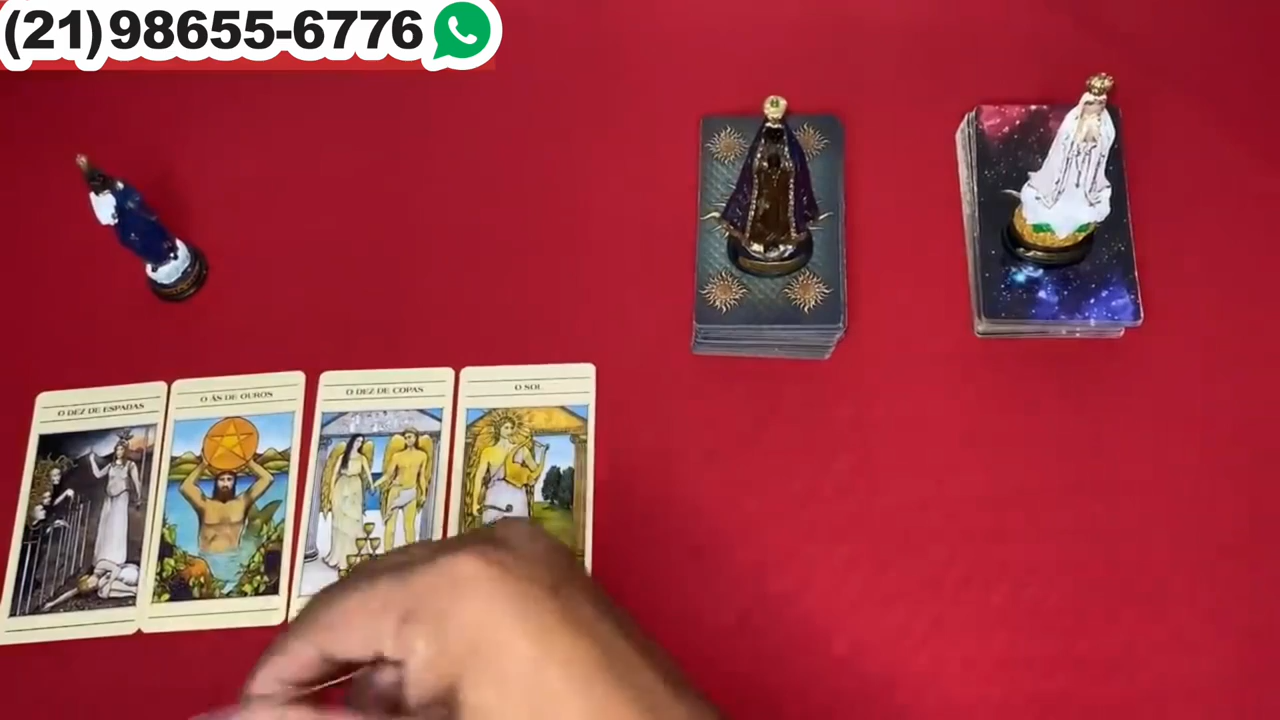 (21)98655-6776
O DEZ DE ESPADAS
O ÁS DE OUROS
O DEZ DE COPAS
O SOL